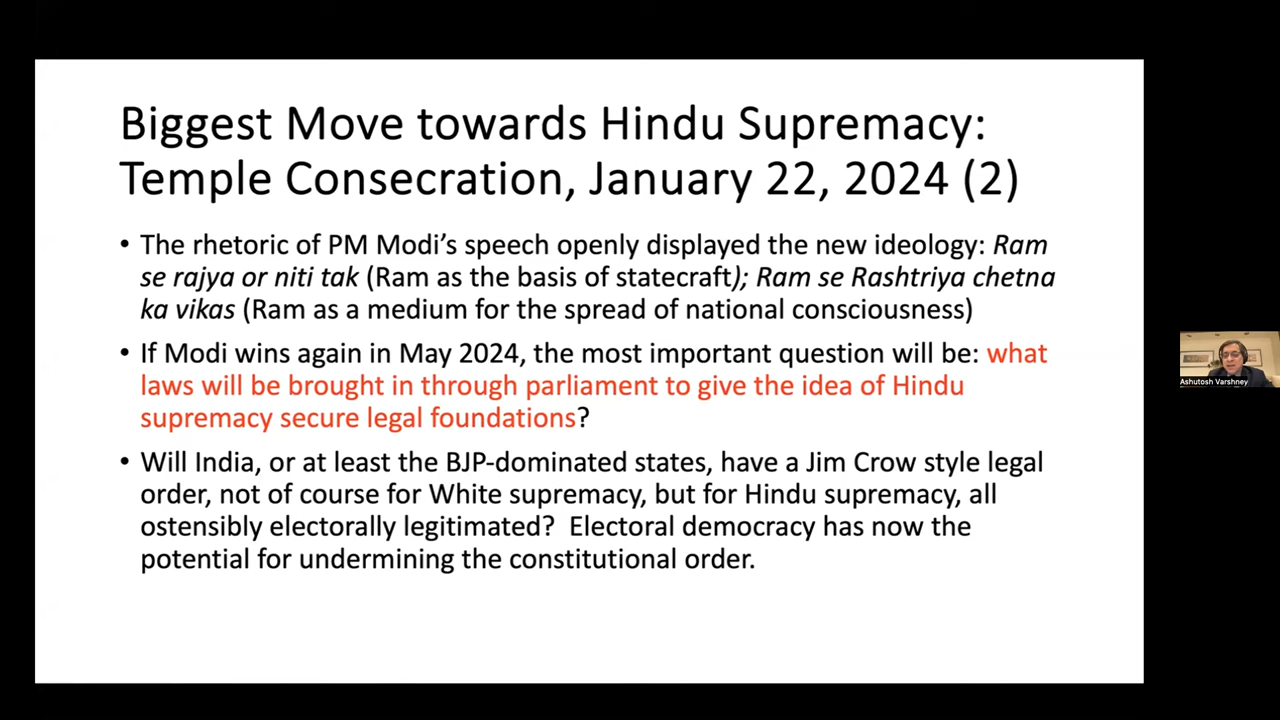 Biggest Move towards Hindu Supremacy:
Temple Consecration, January 22, 2024 (2)
• The rhetoric of PM Modi's speech openly displayed the new ideology: Ram
se rajya or niti tak (Ram as the basis of statecraft); Ram se Rashtriya chetna
ka vikas (Ram as a medium for the spread of national consciousness)
• If Modi wins again in May 2024, the most important question will be: what
laws will be brought in through parliament to give the idea of Hindu
supremacy secure legal foundations?
• Will India, or at least the BJP-dominated states, have a Jim Crow style legal
order, not of course for White supremacy, but for Hindu supremacy, all
ostensibly electorally legitimated?  Electoral democracy has now the
potential for undermining the constitutional order.
Ashutosh Varshney